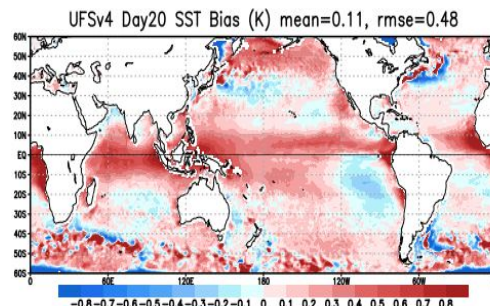 UFSv4 Day20 SST Bias (K) mean=0.11, rmse=0.48
60N
50N
40N
30N
20N
10N
EQ
10S
20S
30S
40S
50S
60S
0 60E 120E 180 120W 60W
-0.8 -0.7 -0.6 -0.5 -0.4 -0.3 -0.2 -0.1 0 0.1 0.2 0.3 0.4 0.5 0.6 0.7 0.8